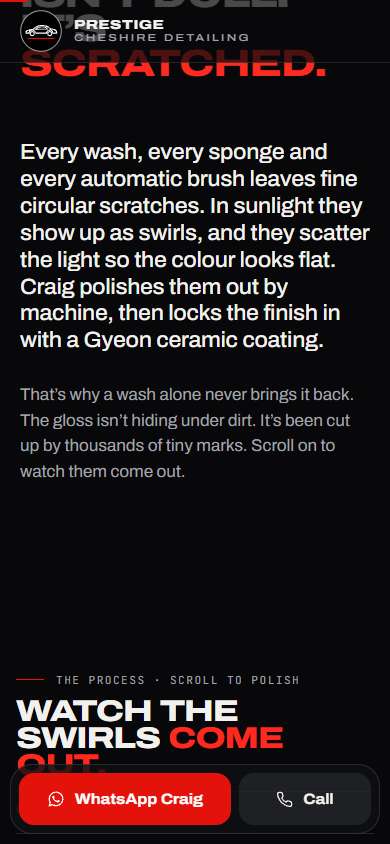 ISN'T DULL.
IT'S
PRESTIGE
CHESHIRE DETAILING
SCRATCHED.
Every wash, every sponge and
every automatic brush leaves fine
circular scratches. In sunlight they
show up as swirls, and they scatter
the light so the colour looks flat.
Craig polishes them out by
machine, then locks the finish in
with a Gyeon ceramic coating.
That’s why a wash alone never brings it back.
The gloss isn’t hiding under dirt. It’s been cut
up by thousands of tiny marks. Scroll on to
watch them come out.
THE PROCESS · SCROLL TO POLISH
WATCH THE
SWIRLS COME
OUT.
WhatsApp Craig
Call